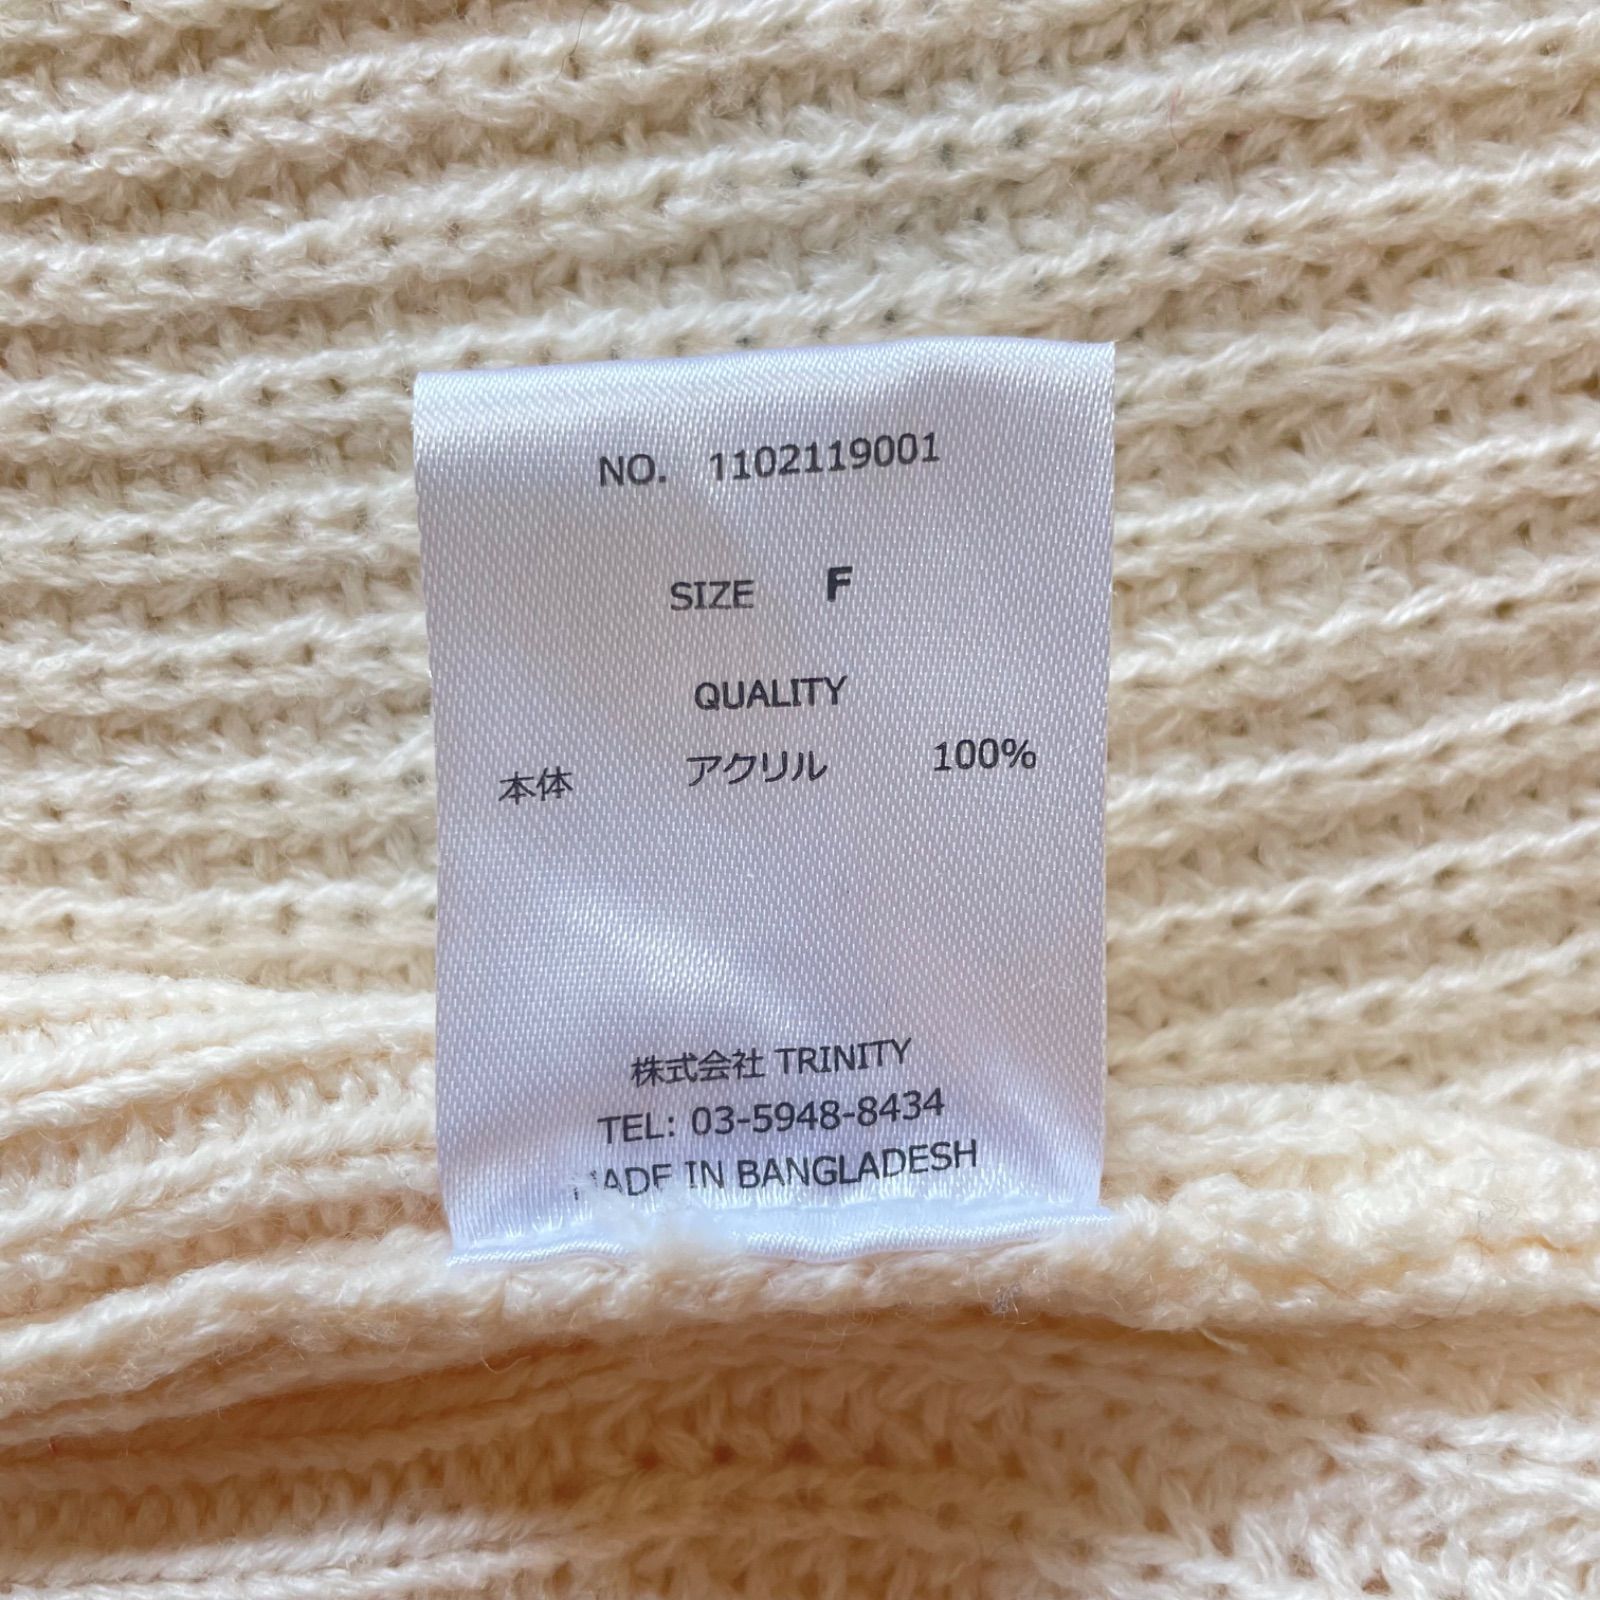 NO. 1102119001
SIZE F
QUALITY
本体 アクリル 100%
株式会社 TRINITY
TEL: 03-5948-8434
MADE IN BANGLADESH